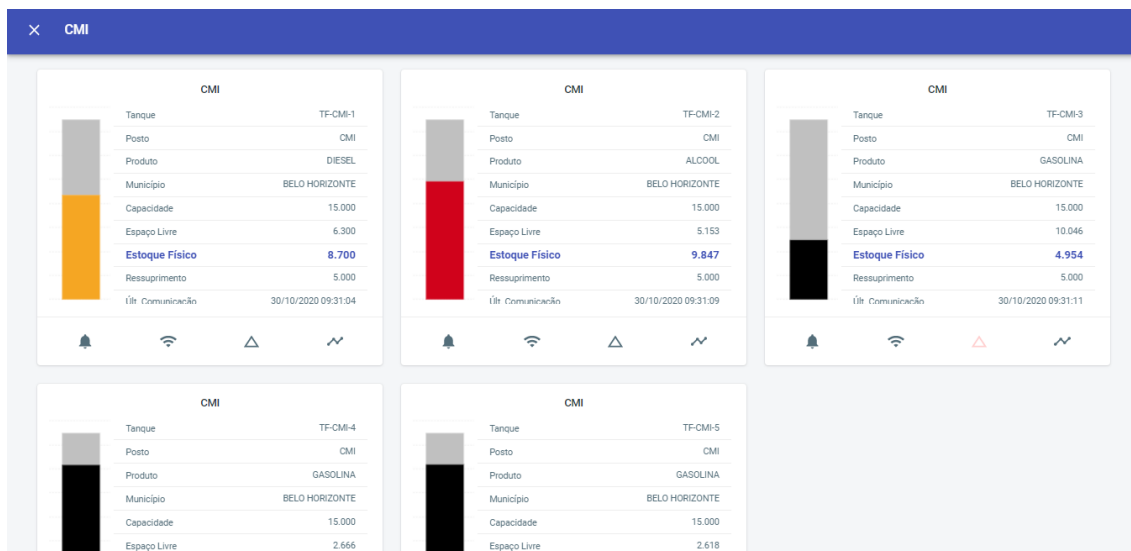 CMI
CMI
Tanque TF-CMI-1
Posto CMI
Produto DIESEL
Município BELO HORIZONTE
Capacidade 15.000
Espaço Livre 6.300
Estoque Físico 8.700
Ressuprimento 5.000
Últ. Comunicação 30/10/2020 09:31:04
CMI
Tanque TF-CMI-2
Posto CMI
Produto ALCOOL
Município BELO HORIZONTE
Capacidade 15.000
Espaço Livre 5.153
Estoque Físico 9.847
Ressuprimento 5.000
Últ. Comunicação 30/10/2020 09:31:09
CMI
Tanque TF-CMI-3
Posto CMI
Produto GASOLINA
Município BELO HORIZONTE
Capacidade 15.000
Espaço Livre 10.046
Estoque Físico 4.954
Ressuprimento 5.000
Últ. Comunicação 30/10/2020 09:31:11
CMI
Tanque TF-CMI-4
Posto CMI
Produto GASOLINA
Município BELO HORIZONTE
Capacidade 15.000
Espaço Livre 2.666
CMI
Tanque TF-CMI-5
Posto CMI
Produto GASOLINA
Município BELO HORIZONTE
Capacidade 15.000
Espaço Livre 2.618